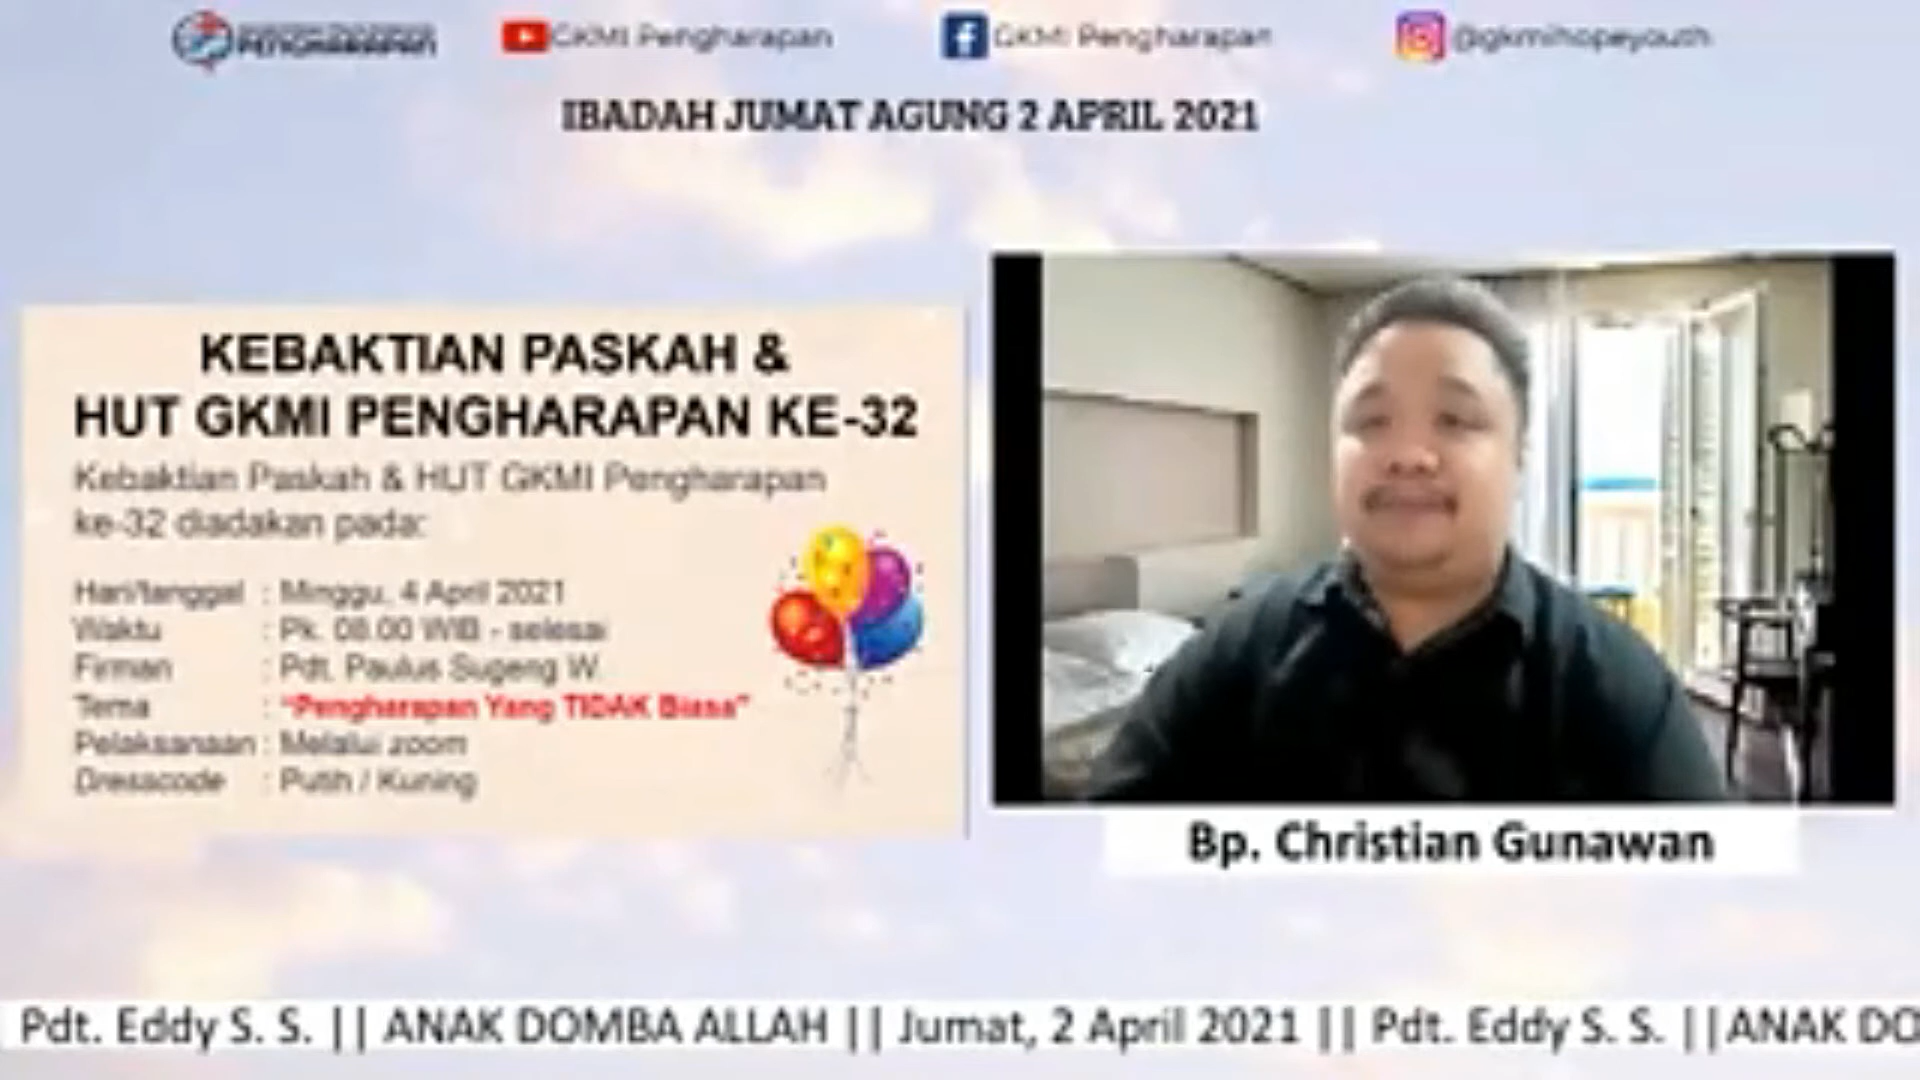 PENGHARAPAN
GKMI Pengharapan
GKMI Pengharapan
@gkmihopeyouth
IBADAH JUMAT AGUNG 2 APRIL 2021
KEBAKTIAN PASKAH &
HUT GKMI PENGHARAPAN KE-32
Kebaktian Paskah & HUT GKMI Pengharapan
ke-32 diadakan pada:
Hari/tanggal : Minggu, 4 April 2021
Waktu : Pk. 08.00 WIB - selesai
Firman : Pdt. Paulus Sugeng W.
Tema : "Pengharapan Yang TIDAK Biasa"
Pelaksanaan : Melalui zoom
Dresscode : Putih / Kuning
Bp. Christian Gunawan
Pdt. Eddy S. S. || ANAK DOMBA ALLAH || Jumat, 2 April 2021 || Pdt. Eddy S. S. ||ANAK DO